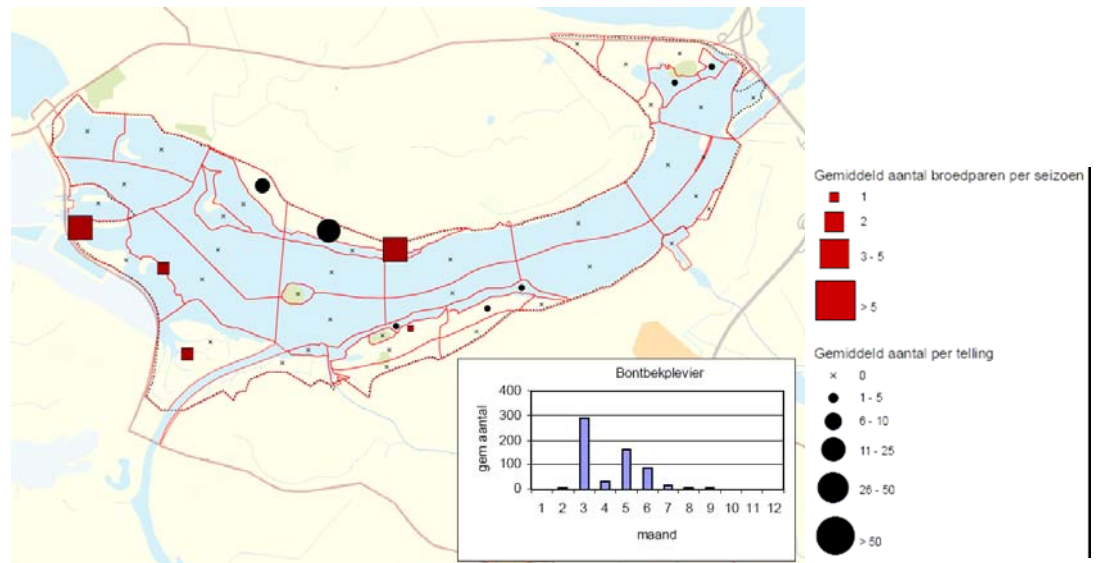 Gemiddeld aantal broedparen per seizoen
1
2
3 - 5
> 5
Gemiddeld aantal per telling
0
1 - 5
6 - 10
11 - 25
26 - 50
> 50
Bontbekplevier
400
300
200
100
0
gem aantal
1 2 3 4 5 6 7 8 9 10 11 12
maand